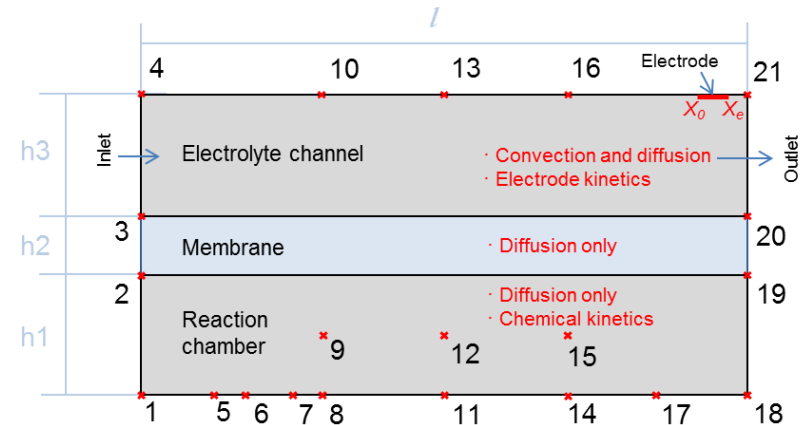 l
Electrode
4 10 13 16 21
X0 Xe
h3 Inlet Electrolyte channel · Convection and diffusion Outlet
· Electrode kinetics
3 20
h2 Membrane · Diffusion only
2 19
· Diffusion only
h1 Reaction · Chemical kinetics
chamber
9 12 15
1 5 6 7 8 11 14 17 18